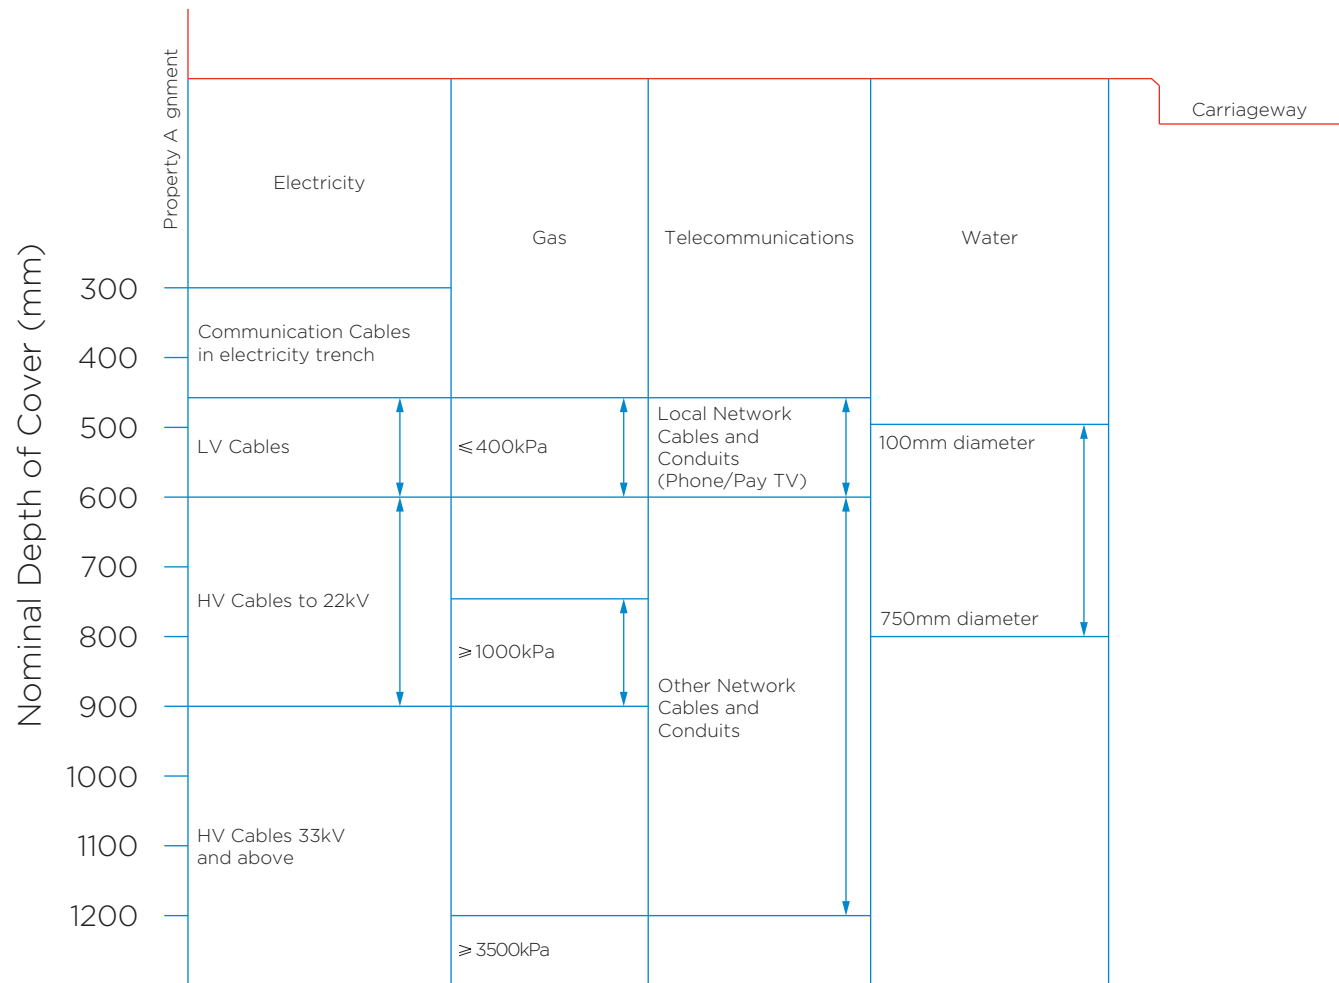 Property A gnment
Carriageway
Electricity
Gas
Telecommunications
Water
Nominal Depth of Cover (mm)
300
400
500
600
700
800
900
1000
1100
1200
Communication Cables
in electricity trench
LV Cables
HV Cables to 22kV
HV Cables 33kV
and above
⩽400kPa
⩾1000kPa
⩾3500kPa
Local Network
Cables and
Conduits
(Phone/Pay TV)
Other Network
Cables and
Conduits
100mm diameter
750mm diameter